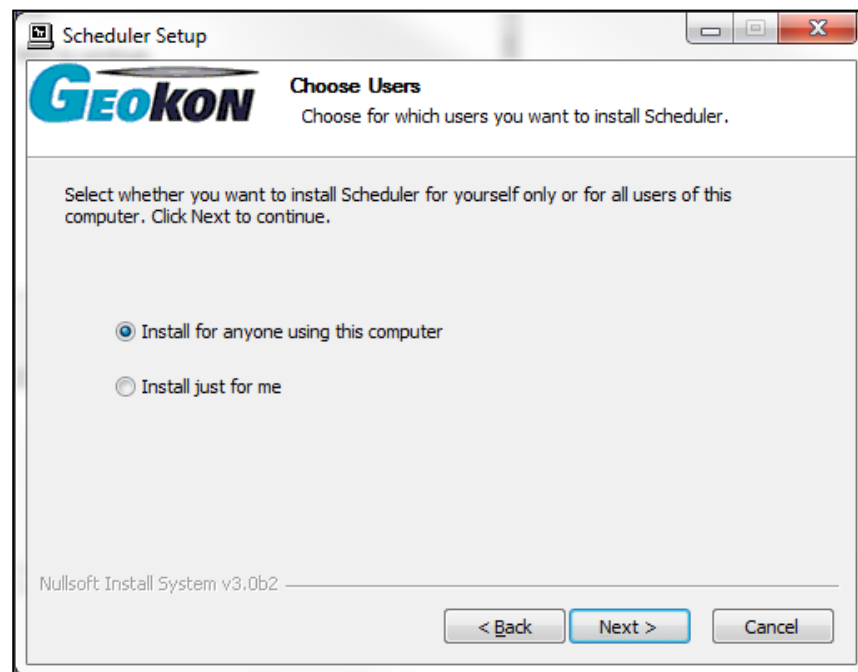 Scheduler Setup
GEOKON
Choose Users
Choose for which users you want to install Scheduler.
Select whether you want to install Scheduler for yourself only or for all users of this
computer. Click Next to continue.
Install for anyone using this computer
Install just for me
Nullsoft Install System v3.0b2
< Back Next > Cancel